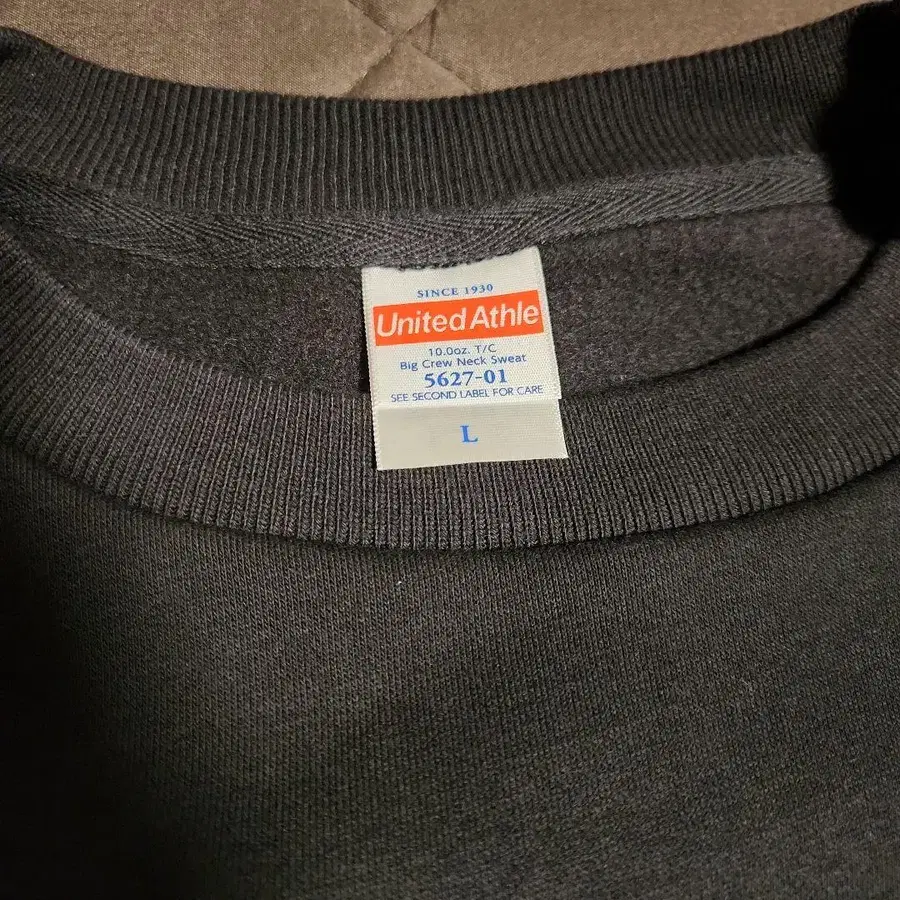 SINCE 1930
United Athle
10.0oz. T/C
Big Crew Neck Sweat
5627-01
SEE SECOND LABEL FOR CARE
L